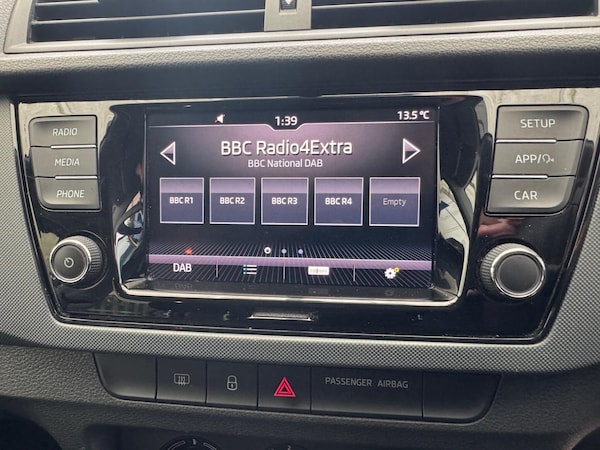 1:39
13.5 °C
BBC Radio4Extra
BBC National DAB
BBC R1
BBC R2
BBC R3
BBC R4
Empty
DAB
RADIO
MEDIA
PHONE
SETUP
APP/
CAR
PASSENGER AIRBAG